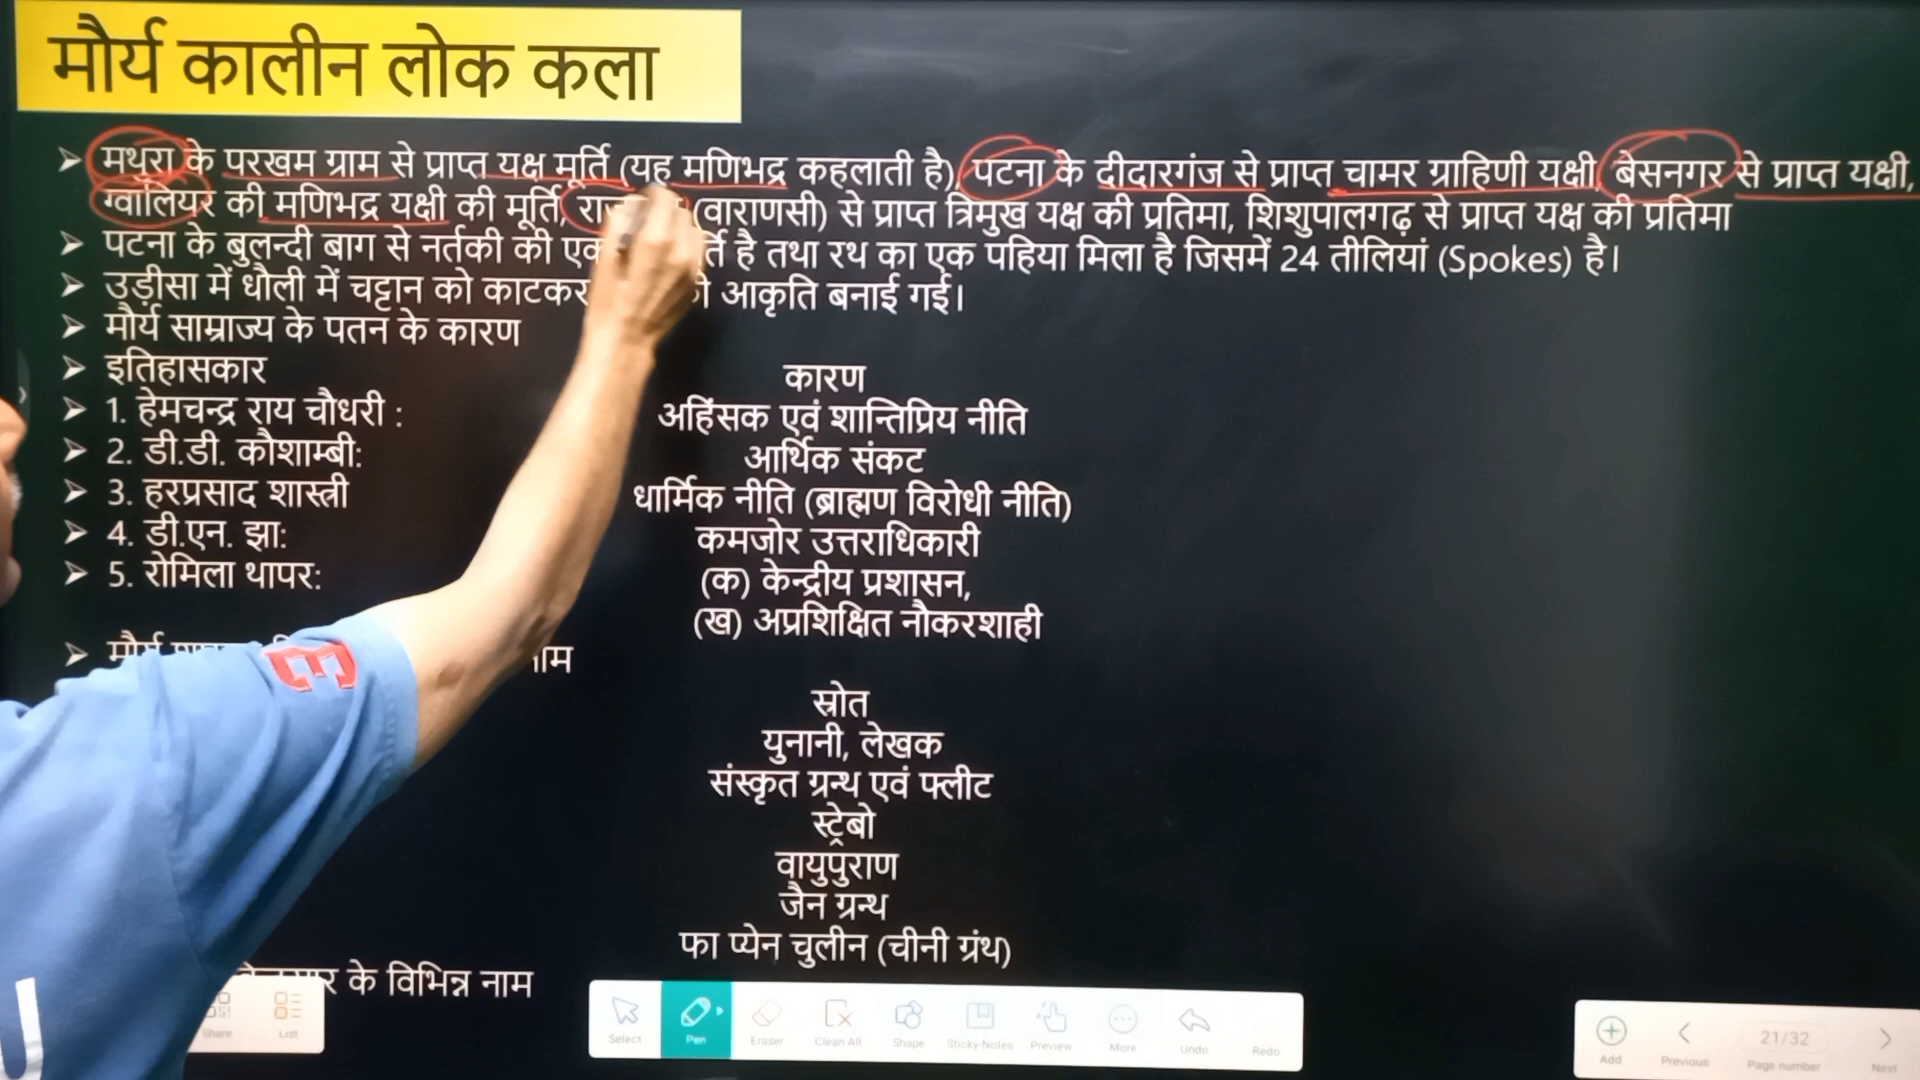 मौर्य कालीन लोक कला
➤ मथुरा के परखम ग्राम से प्राप्त यक्ष मूर्ति (यह मणिभद्र कहलाती है), पटना के दीदारगंज से प्राप्त चामर ग्राहिणी यक्षी, बेसनगर से प्राप्त यक्षी,
ग्वालियर की मणिभद्र यक्षी की मूर्ति, (वाराणसी) से प्राप्त त्रिमुख यक्ष की प्रतिमा, शिशुपालगढ़ से प्राप्त यक्ष की प्रतिमा
➤ पटना के बुलन्दी बाग से नर्तकी की एक है तथा रथ का एक पहिया मिला है जिसमें 24 तीलियां (Spokes) है।
➤ उड़ीसा में धौली में चट्टान को काटकर आकृति बनाई गई।
➤ मौर्य साम्राज्य के पतन के कारण
➤ इतिहासकार कारण
➤ 1. हेमचन्द्र राय चौधरी : अहिंसक एवं शान्तिप्रिय नीति
➤ 2. डी.डी. कौशाम्बी: आर्थिक संकट
➤ 3. हरप्रसाद शास्त्री धार्मिक नीति (ब्राह्मण विरोधी नीति)
➤ 4. डी.एन. झा: कमजोर उत्तराधिकारी
➤ 5. रोमिला थापर: (क) केन्द्रीय प्रशासन,
(ख) अप्रशिक्षित नौकरशाही
➤ मौर्य
स्रोत
युनानी, लेखक
संस्कृत ग्रन्थ एवं फ्लीट
स्ट्रेबो
वायुपुराण
जैन ग्रन्थ
फा प्येन चुलीन (चीनी ग्रंथ)
के विभिन्न नाम
Share List Select Pen Eraser Clean All Shape Sticky Notes Preview More Undo Redo
21/32
Add Previous Page number Next